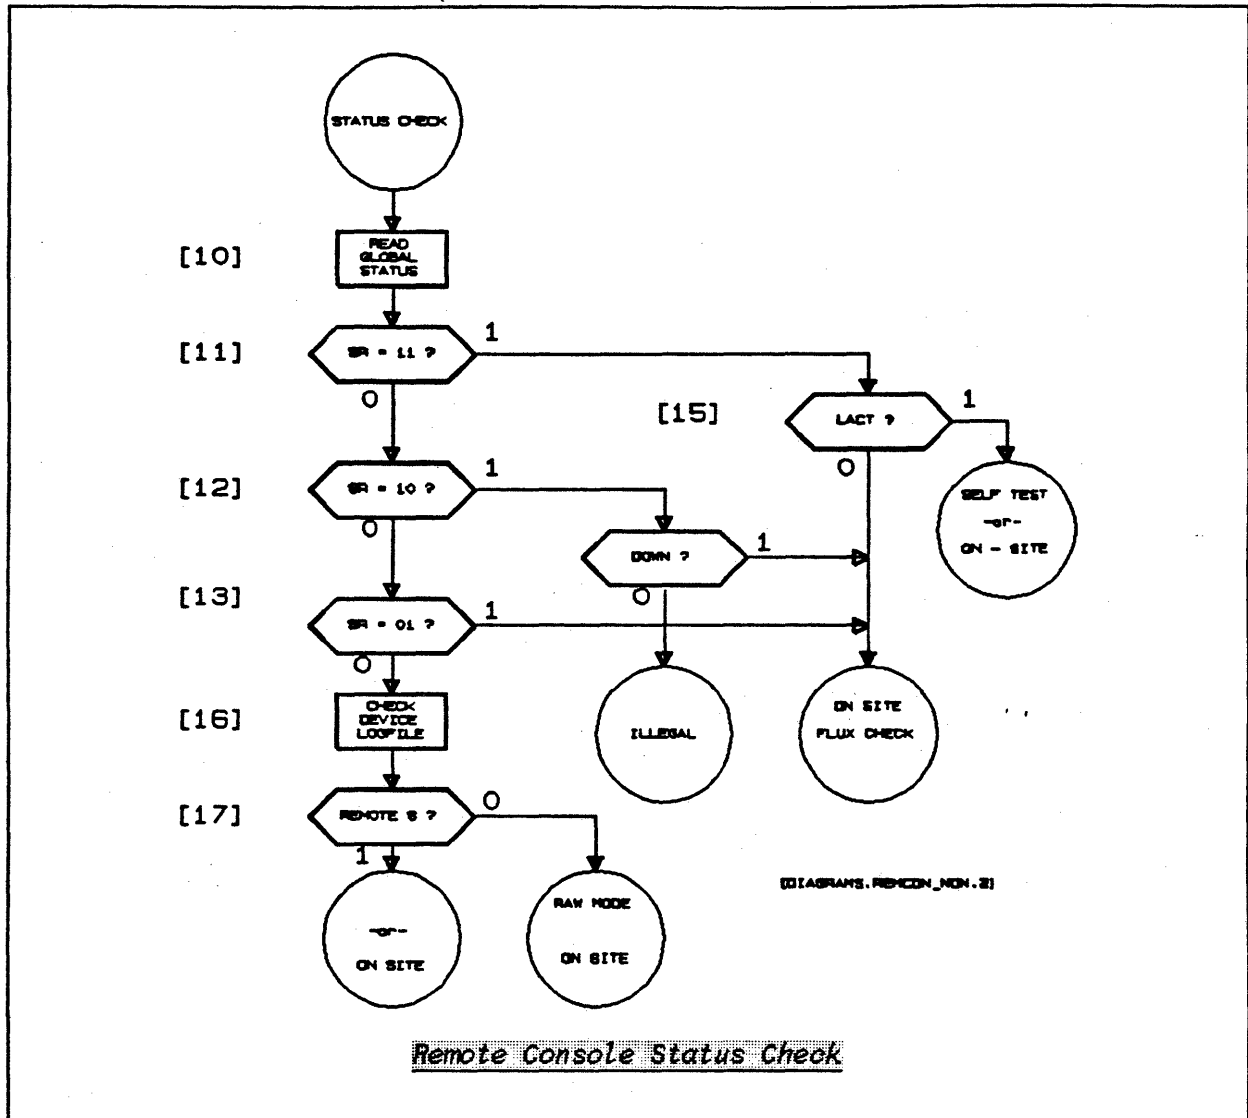 STATUS CHECK
[10]
READ
GLOBAL
STATUS
[11]
SR = 11 ?
1
0
[15]
LACT ?
1
0
SELF TEST
-or-
ON - SITE
[12]
SR = 10 ?
1
0
DOWN ?
1
0
[13]
SR = 01 ?
1
0
[16]
CHECK
DEVICE
LOGFILE
ILLEGAL
ON SITE
FLUX CHECK
[17]
REMOTE S ?
0
1
-or-
ON SITE
RAW MODE
ON SITE
[DIAGRAMS.REMCON_MON.2]
Remote Console Status Check